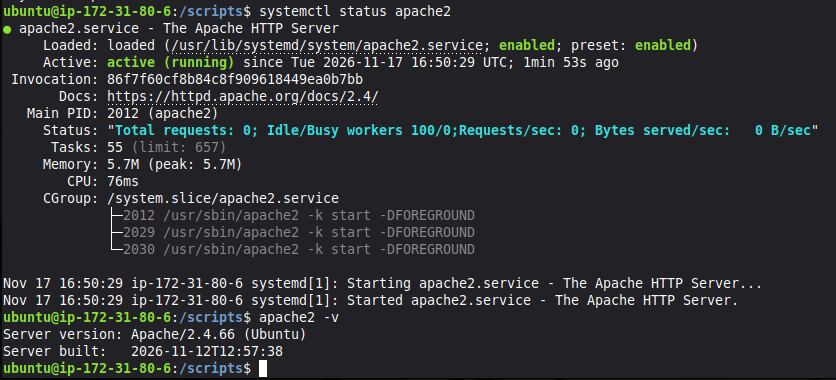 ubuntu@ip-172-31-80-6:/scripts$ systemctl status apache2
● apache2.service - The Apache HTTP Server
     Loaded: loaded (/usr/lib/systemd/system/apache2.service; enabled; preset: enabled)
     Active: active (running) since Tue 2026-11-17 16:50:29 UTC; 1min 53s ago
 Invocation: 86f7f60cf8b84c8f909618449ea0b7bb
       Docs: https://httpd.apache.org/docs/2.4/
   Main PID: 2012 (apache2)
     Status: "Total requests: 0; Idle/Busy workers 100/0;Requests/sec: 0; Bytes served/sec:   0 B/sec"
      Tasks: 55 (limit: 657)
     Memory: 5.7M (peak: 5.7M)
        CPU: 76ms
     CGroup: /system.slice/apache2.service
             ├─2012 /usr/sbin/apache2 -k start -DFOREGROUND
             ├─2029 /usr/sbin/apache2 -k start -DFOREGROUND
             └─2030 /usr/sbin/apache2 -k start -DFOREGROUND

Nov 17 16:50:29 ip-172-31-80-6 systemd[1]: Starting apache2.service - The Apache HTTP Server...
Nov 17 16:50:29 ip-172-31-80-6 systemd[1]: Started apache2.service - The Apache HTTP Server.
ubuntu@ip-172-31-80-6:/scripts$ apache2 -v
Server version: Apache/2.4.66 (Ubuntu)
Server built:   2026-11-12T12:57:38
ubuntu@ip-172-31-80-6:/scripts$